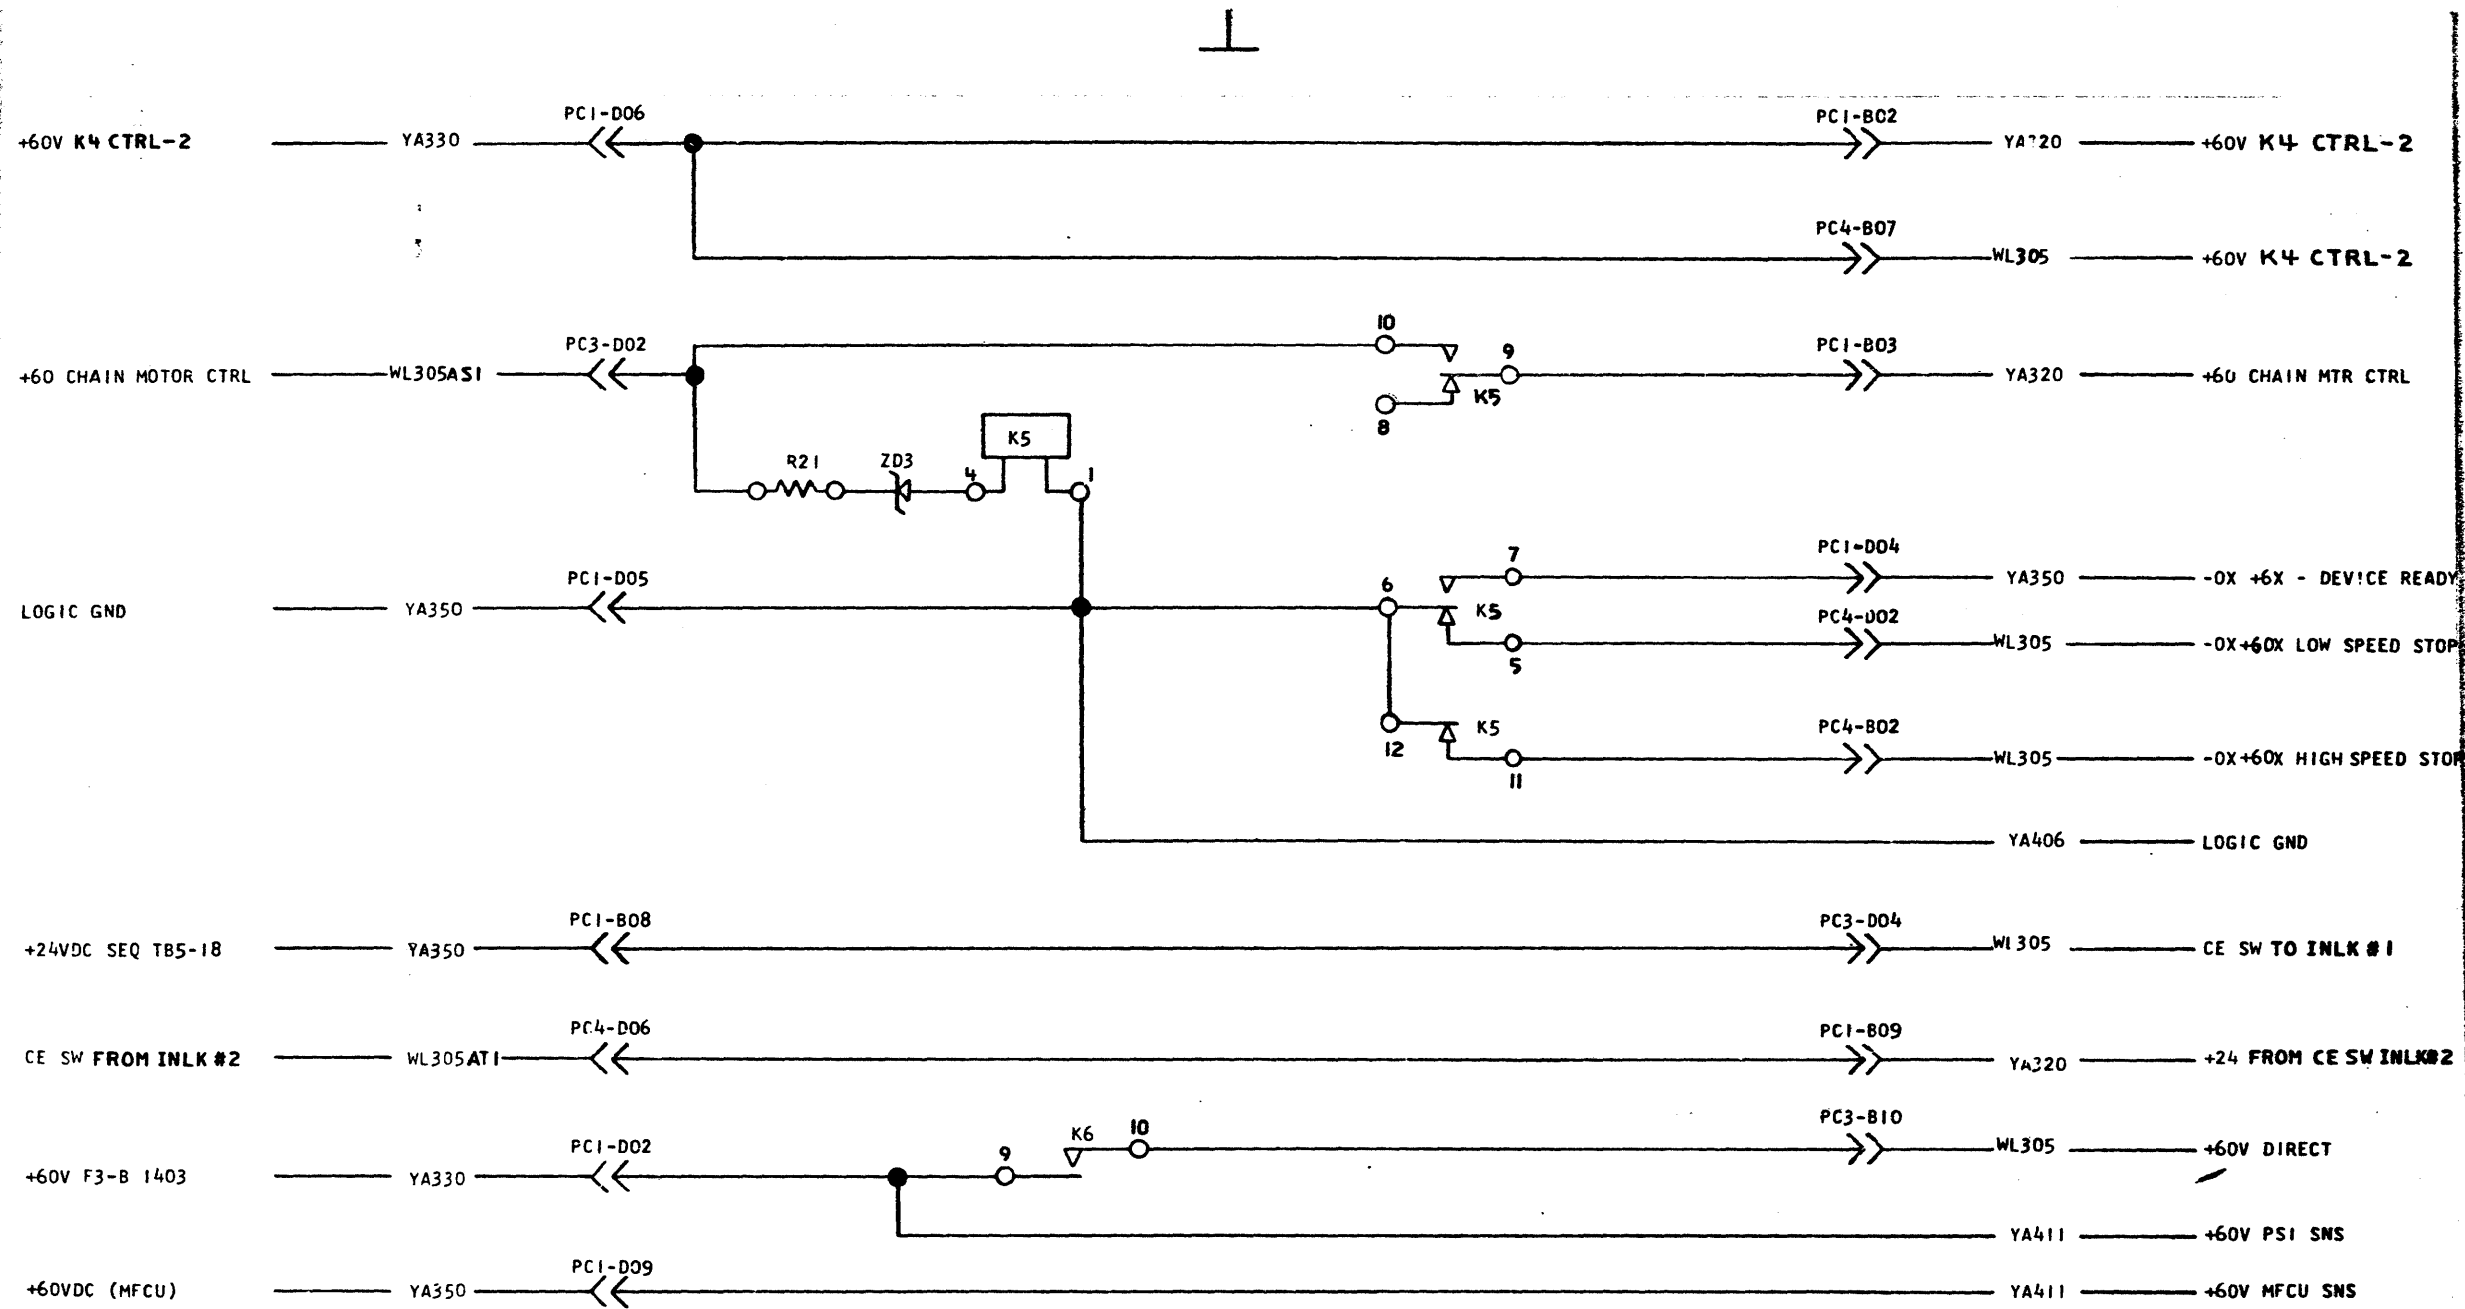 PC1-D06 PC1-B02
+60V K4 CTRL-2 YA330 YA320 +60V K4 CTRL-2
PC4-B07
WL305 +60V K4 CTRL-2
10
PC3-D02 9 PC1-B03
+60 CHAIN MOTOR CTRL WL305AS1 YA320 +60 CHAIN MTR CTRL
K5
8
K5
R21 ZD3 4 1
7 PC1-D04
YA350 -0X +6X - DEVICE READY
PC1-D05 6
LOGIC GND YA350 K5 PC4-D02
WL305 -0X+60X LOW SPEED STOP
5
K5 PC4-B02
12 WL305 -0X+60X HIGH SPEED STOP
11
YA406 LOGIC GND
PC1-B08 PC3-D04
+24VDC SEQ TB5-18 YA350 WL305 CE SW TO INLK #1
PC4-D06 PC1-B09
CE SW FROM INLK #2 WL305AT1 YA320 +24 FROM CE SW INLK#2
K6 10 PC3-B10
WL305 +60V DIRECT
PC1-D02 9
+60V F3-B 1403 YA330
YA411 +60V PSI SNS
PC1-D09
+60VDC (MFCU) YA350 YA411 +60V MFCU SNS